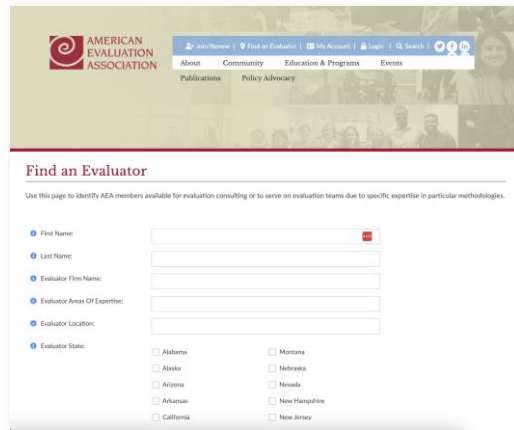 AMERICAN
EVALUATION
ASSOCIATION
Join/Renew | Find an Evaluator | My Account | Login | Search |
About Community Education & Programs Events
Publications Policy Advocacy
Find an Evaluator
Use this page to identify AEA members available for evaluation consulting or to serve on evaluation teams due to specific expertise in particular methodologies.
First Name:
Last Name:
Evaluator Firm Name:
Evaluator Areas Of Expertise:
Evaluator Location:
Evaluator State:
Alabama Montana
Alaska Nebraska
Arizona Nevada
Arkansas New Hampshire
California New Jersey